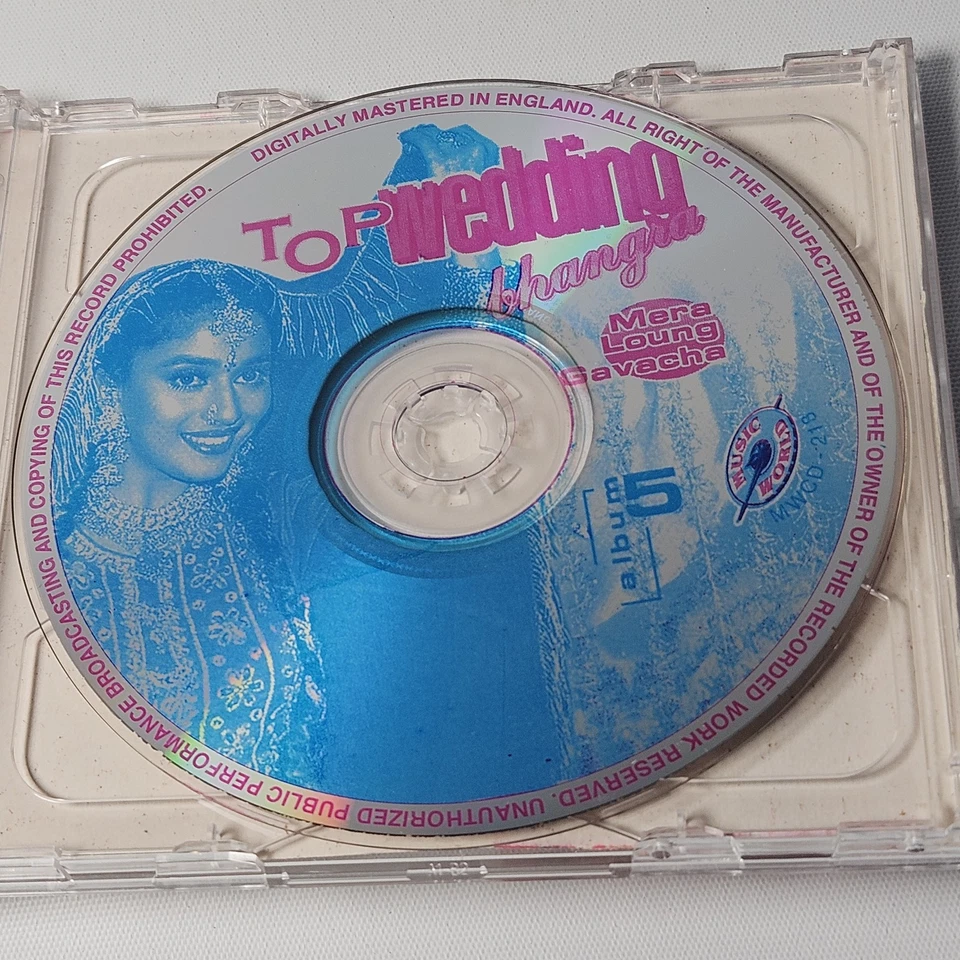 DIGITALLY MASTERED IN ENGLAND. ALL RIGHT OF THE MANUFACTURER AND OF THE OWNER OF THE RECORDED WORK RESERVED. UNAUTHORIZED PUBLIC PERFORMANCE BROADCASTING AND COPYING OF THIS RECORD PROHIBITED.
TOP wedding
bhangra
Mera
Loung
Gavacha
MUSIC
WORLD
MWCD - 218
5